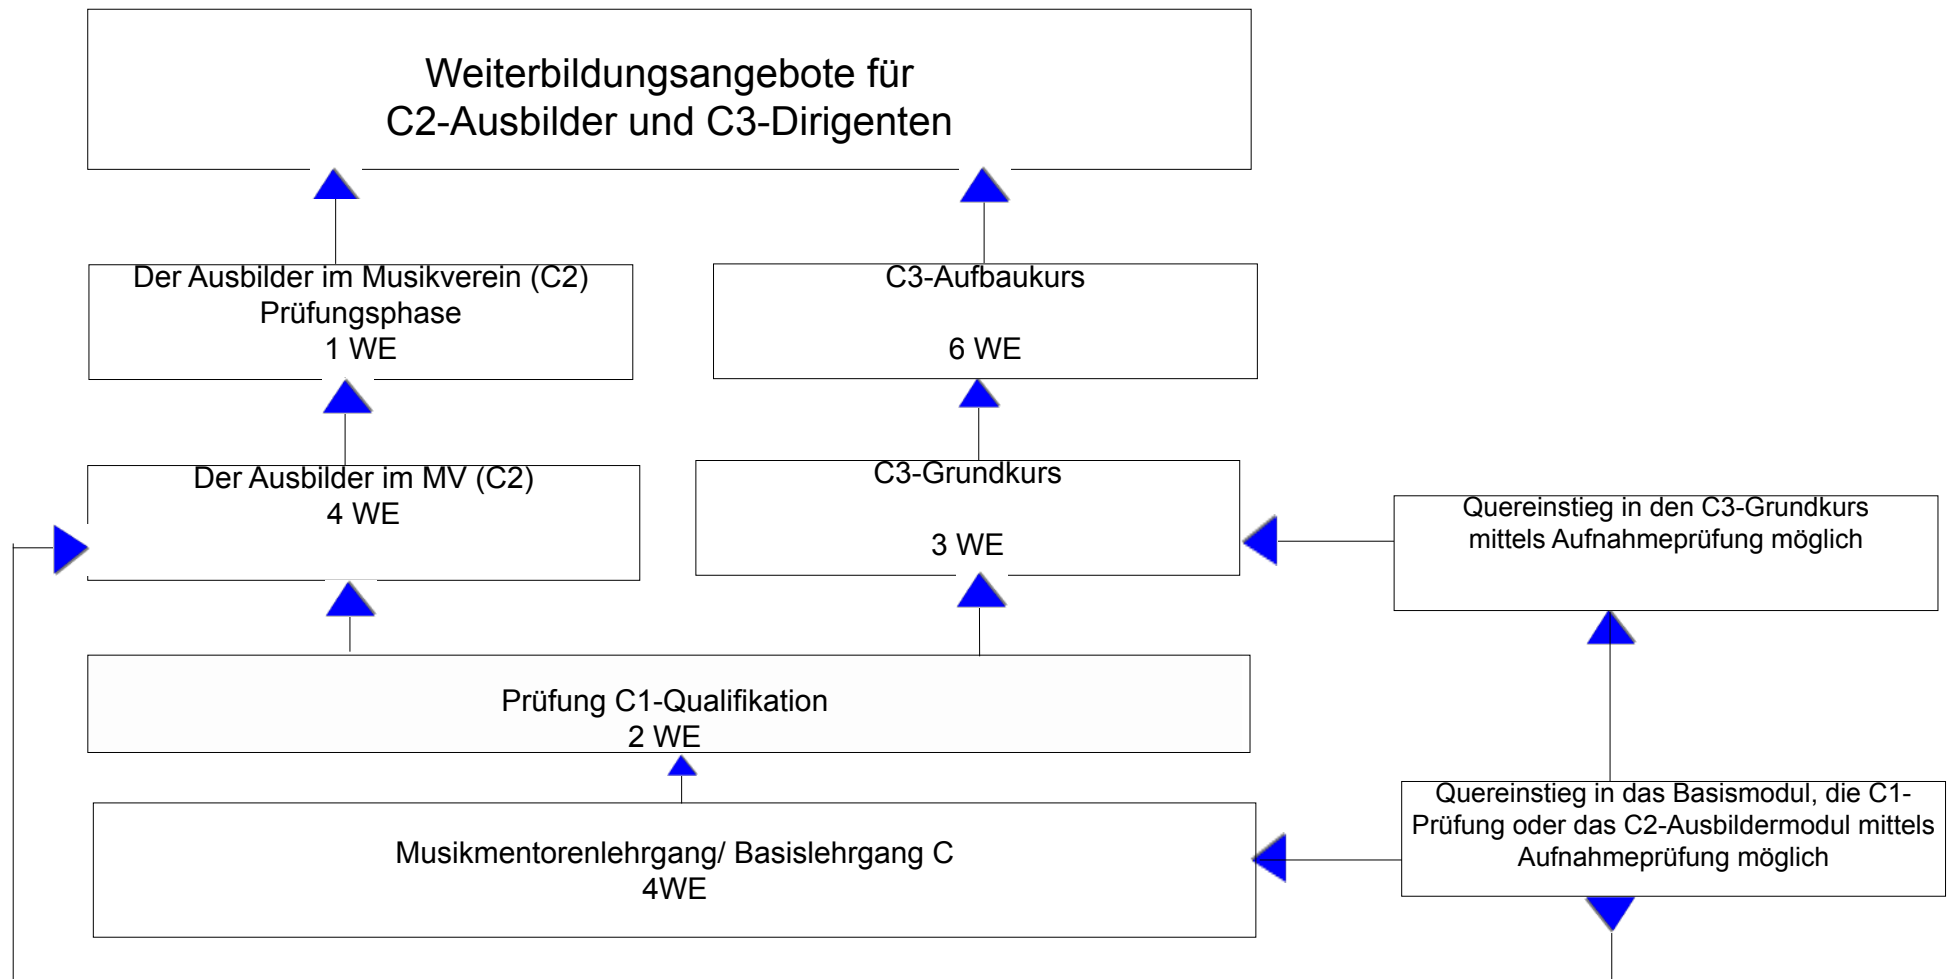 Weiterbildungsangebote für
C2-Ausbilder und C3-Dirigenten
Der Ausbilder im Musikverein (C2)
Prüfungsphase
1 WE
C3-Aufbaukurs
6 WE
Der Ausbilder im MV (C2)
4 WE
C3-Grundkurs
3 WE
Quereinstieg in den C3-Grundkurs
mittels Aufnahmeprüfung möglich
Prüfung C1-Qualifikation
2 WE
Musikmentorenlehrgang/ Basislehrgang C
4WE
Quereinstieg in das Basismodul, die C1-
Prüfung oder das C2-Ausbildermodul mittels
Aufnahmeprüfung möglich